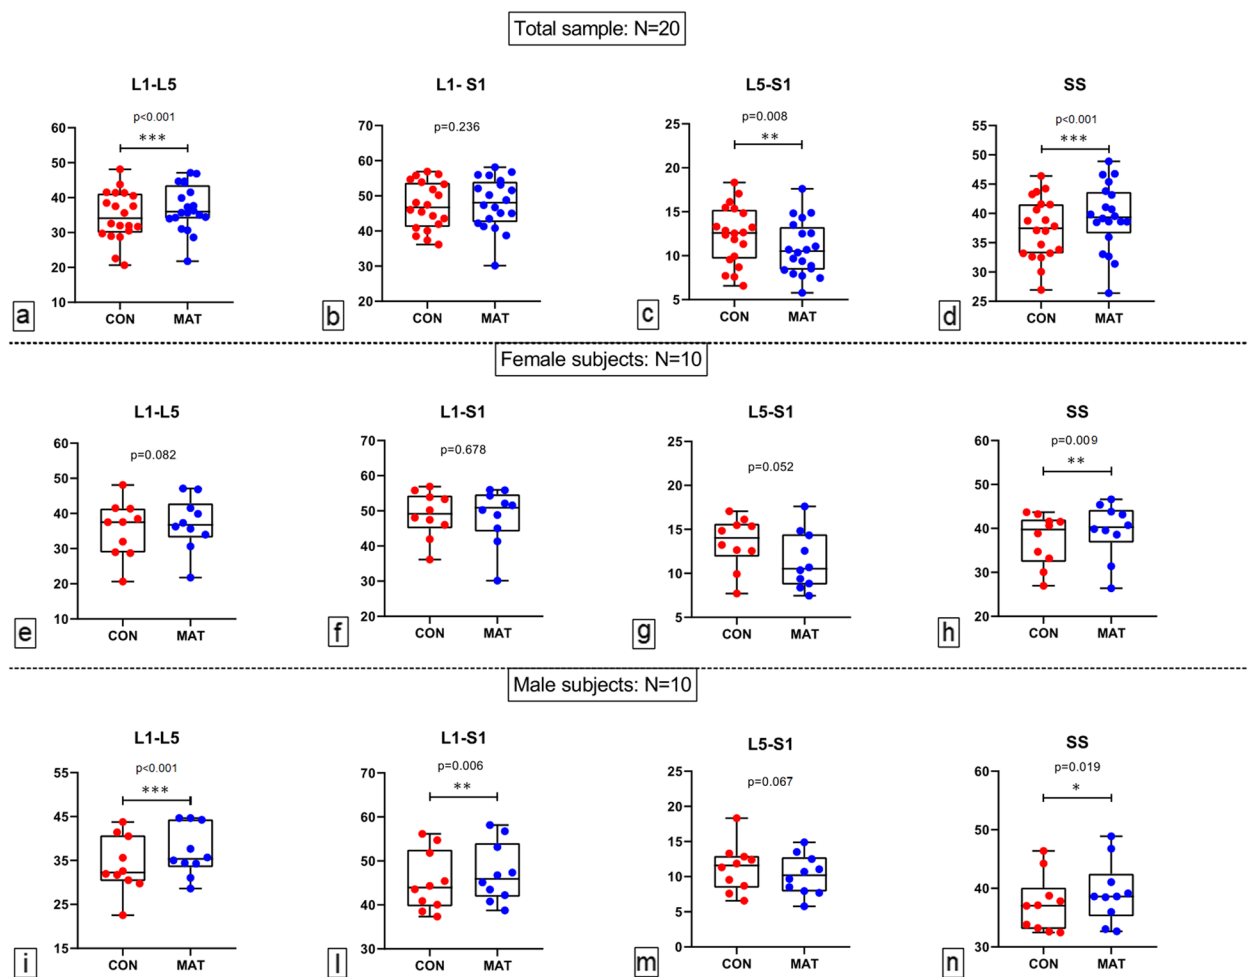 Total sample: N=20
L1-L5
p<0.001
***
60
50
40
30
20
10
CON MAT
a
L1- S1
p=0.236
70
60
50
40
30
20
CON MAT
b
L5-S1
p=0.008
**
25
20
15
10
5
CON MAT
c
SS
p<0.001
***
50
45
40
35
30
25
CON MAT
d
Female subjects: N=10
L1-L5
p=0.082
60
50
40
30
20
10
CON MAT
e
L1-S1
p=0.678
70
60
50
40
30
20
CON MAT
f
L5-S1
p=0.052
25
20
15
10
5
CON MAT
g
SS
p=0.009
**
60
50
40
30
20
CON MAT
h
Male subjects: N=10
L1-L5
p<0.001
***
55
45
35
25
15
CON MAT
i
L1-S1
p=0.006
**
70
60
50
40
30
CON MAT
l
L5-S1
p=0.067
25
20
15
10
5
0
CON MAT
m
SS
p=0.019
*
60
50
40
30
CON MAT
n